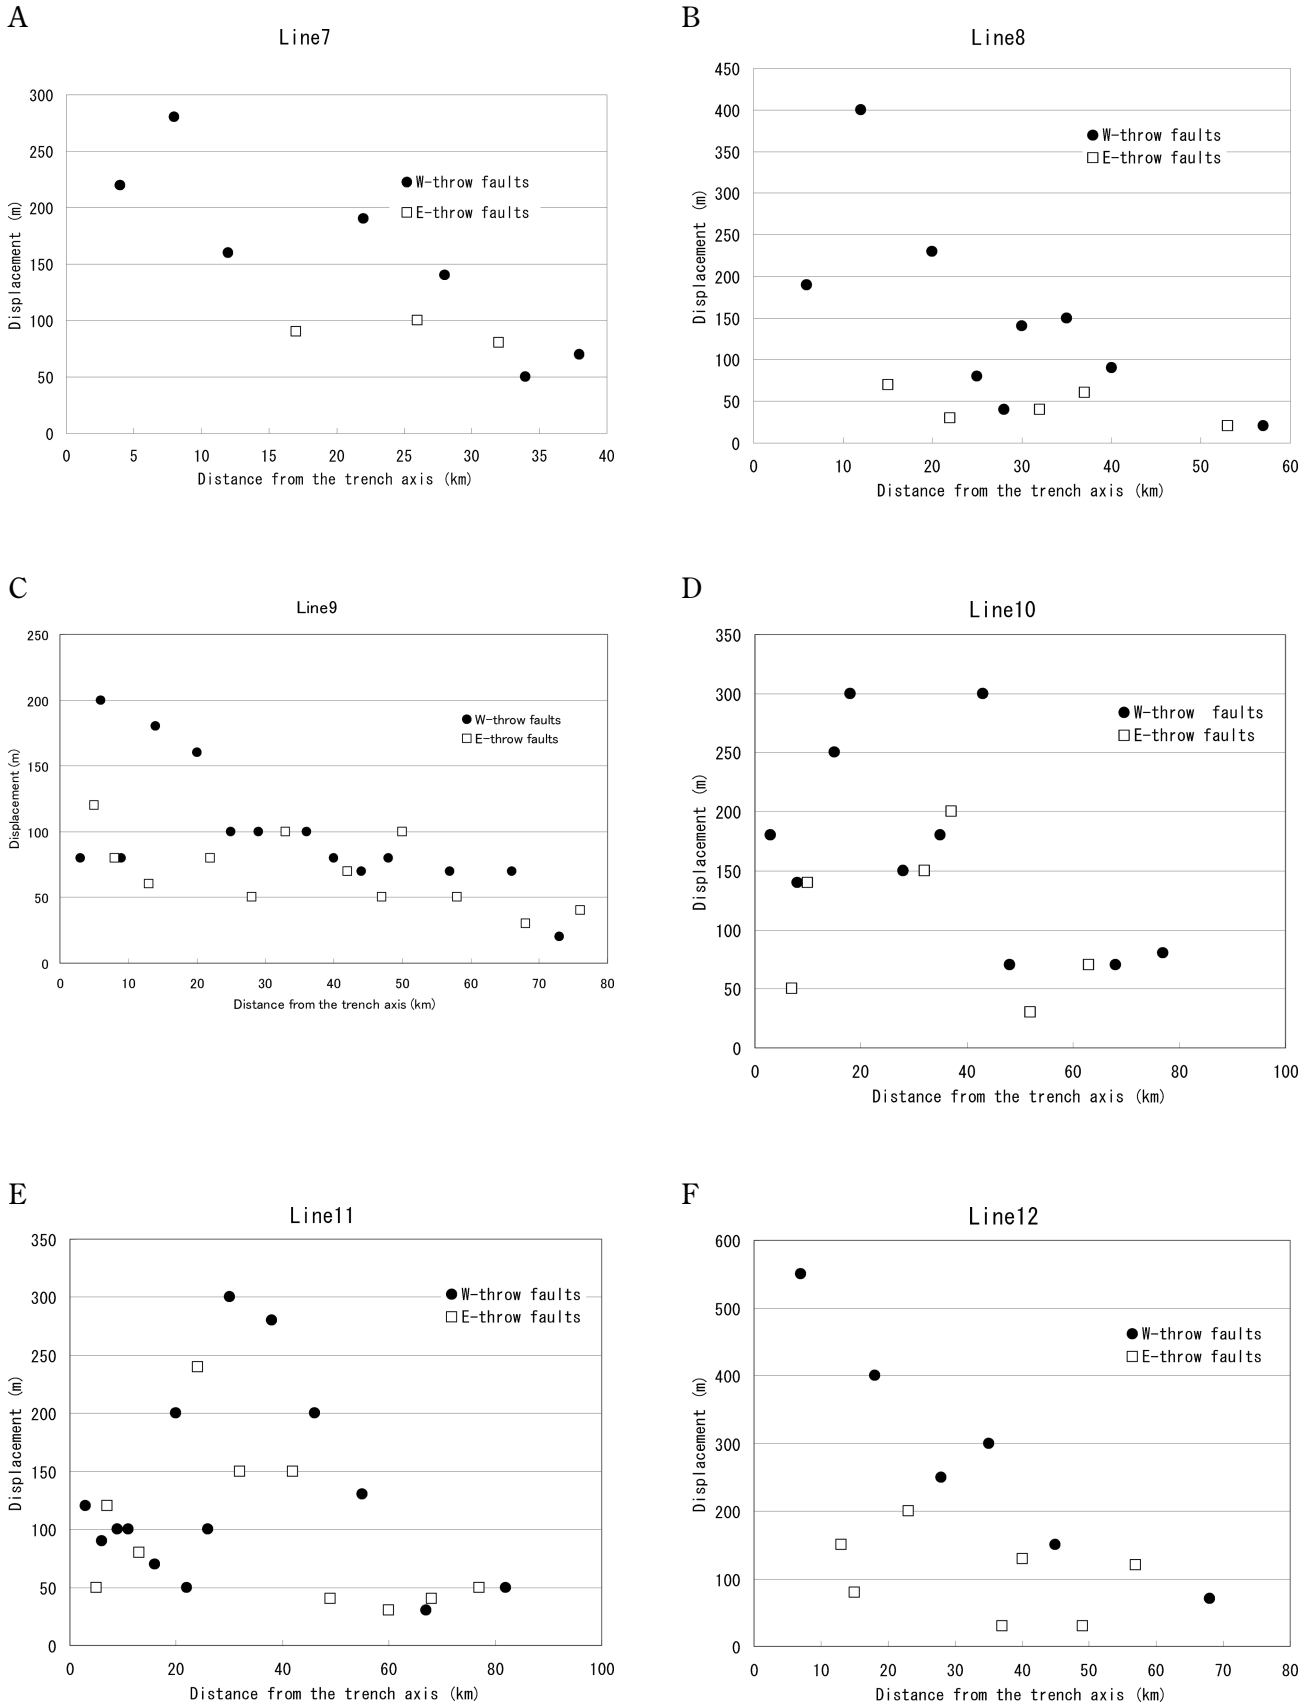 A
Line7
300
250
200
150
100
50
0
Displacement (m)
W-throw faults
E-throw faults
0 5 10 15 20 25 30 35 40
Distance from the trench axis (km)
B
Line8
450
400
350
300
250
200
150
100
50
0
Displacement (m)
W-throw faults
E-throw faults
0 10 20 30 40 50 60
Distance from the trench axis (km)
C
Line9
250
200
150
100
50
0
Displacement (m)
W-throw faults
E-throw faults
0 10 20 30 40 50 60 70 80
Distance from the trench axis (km)
D
Line10
350
300
250
200
150
100
50
0
Displacement (m)
W-throw faults
E-throw faults
0 20 40 60 80 100
Distance from the trench axis (km)
E
Line11
350
300
250
200
150
100
50
0
Displacement (m)
W-throw faults
E-throw faults
0 20 40 60 80 100
Distance from the trench axis (km)
F
Line12
600
500
400
300
200
100
0
Displacement (m)
W-throw faults
E-throw faults
0 10 20 30 40 50 60 70 80
Distance from the trench axis (km)